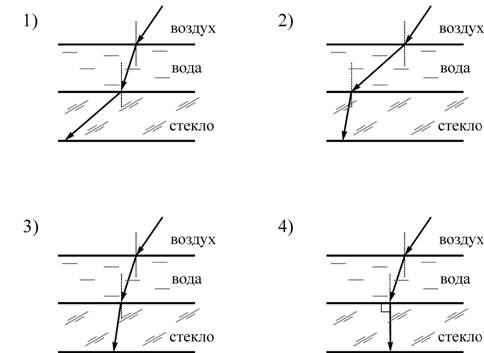 1)
воздух
вода
стекло
2)
воздух
вода
стекло
3)
воздух
вода
стекло
4)
воздух
вода
стекло